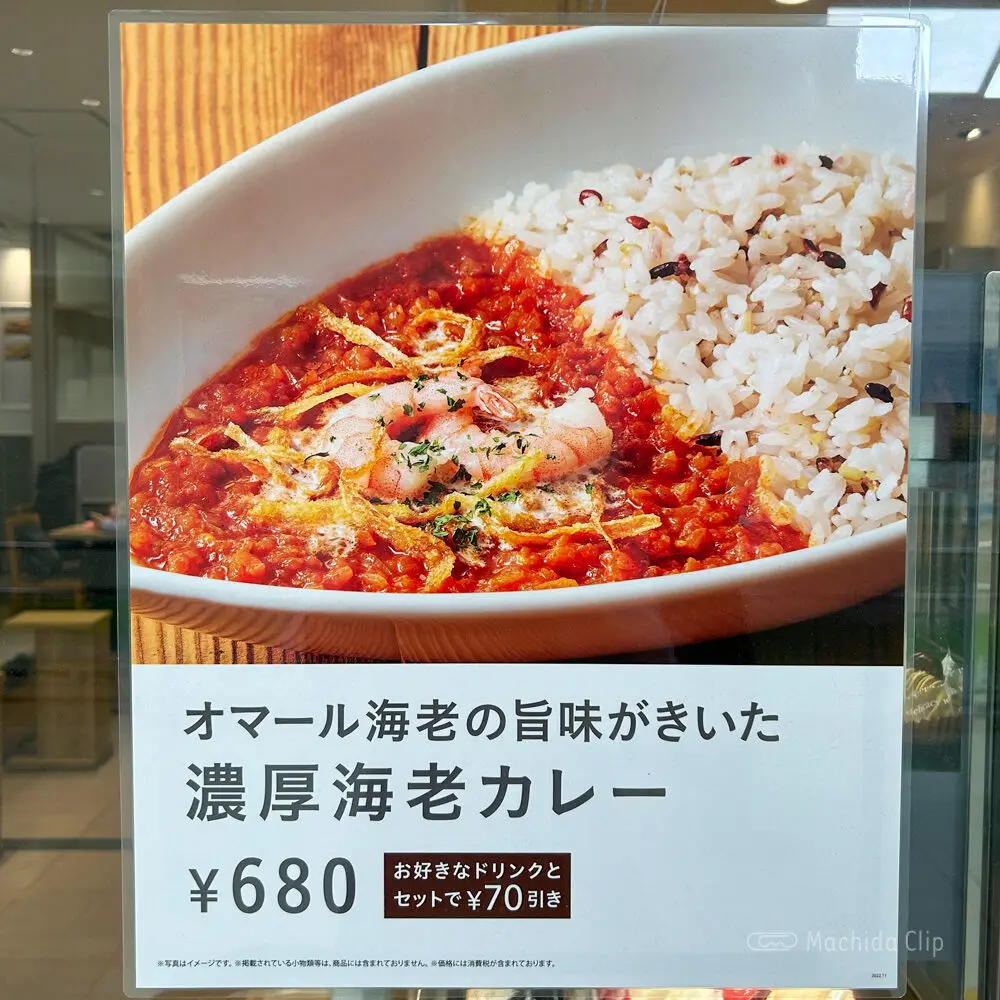 オマール海老の旨味がきいた
濃厚海老カレー
¥680
お好きなドリンクと
セットで¥70引き
※写真はイメージです。※掲載されている小物類等は、商品には含まれておりません。※価格には消費税が含まれております。
2022.11
Machida Clip